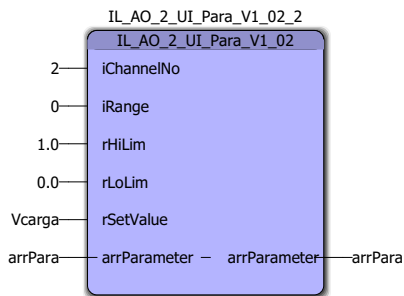 IL_AO_2_UI_Para_V1_02_2
IL_AO_2_UI_Para_V1_02
2 iChannelNo
0 iRange
1.0 rHiLim
0.0 rLoLim
Vcarga rSetValue
arrPara arrParameter – arrParameter arrPara